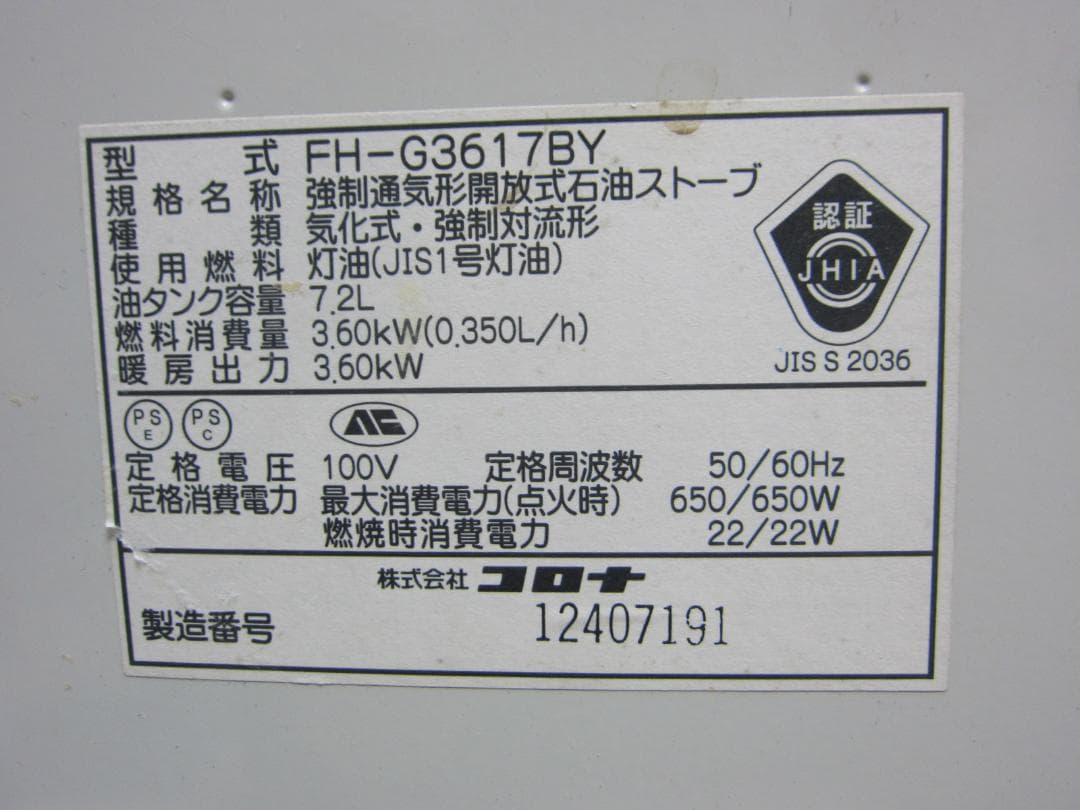 型式 FH-G3617BY
規格名称 強制通気形開放式石油ストーブ
種類 気化式・強制対流形
使用燃料 灯油(JIS1号灯油)
油タンク容量 7.2L
燃料消費量 3.60kW(0.350L/h)
暖房出力 3.60kW
認証
JHIA
JIS S 2036
PS E PS C
定格電圧 100V 定格周波数 50/60Hz
定格消費電力 最大消費電力(点火時) 650/650W
燃焼時消費電力 22/22W
株式会社 コロナ
製造番号 12407191